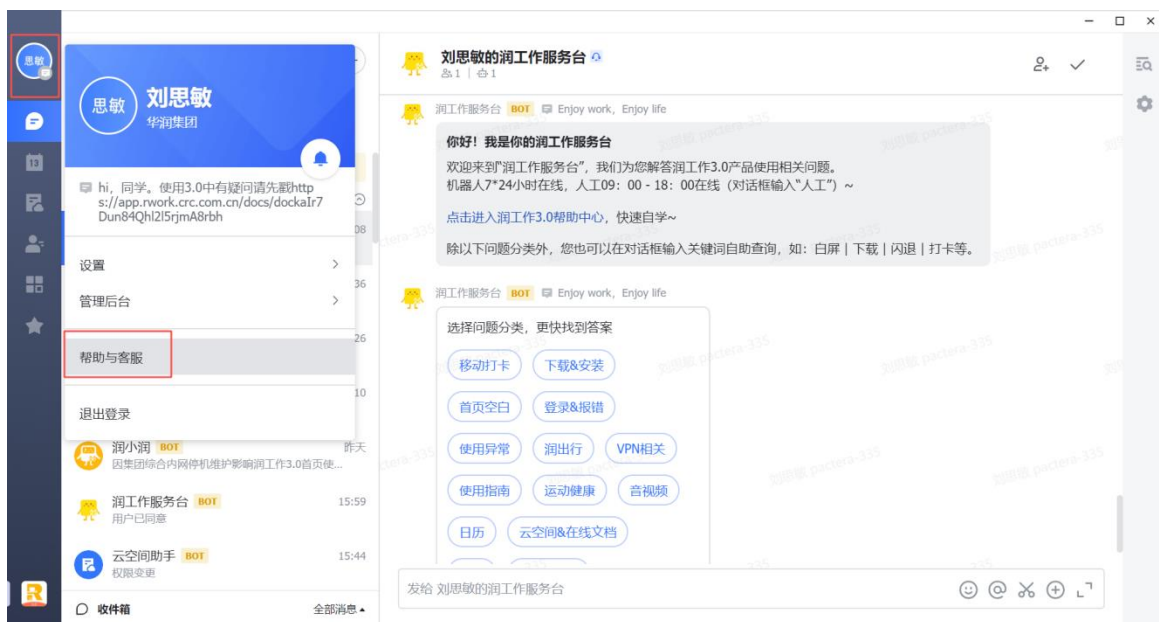 思敏
思敏
刘思敏
华润集团
hi，同学。使用3.0中有疑问请先戳http
s://app.rwork.crc.com.cn/docs/dockaIr7
Dun84Qhl2l5rjmA8rbh
设置
管理后台
帮助与客服
退出登录
13
08
36
26
10
润小润 BOT 昨天
因集团综合内网停机维护影响润工作3.0首页使...
润工作服务台 BOT 15:59
用户已同意
云空间助手 BOT 15:44
权限变更
收件箱 全部消息
刘思敏的润工作服务台
1 | 1
润工作服务台 BOT Enjoy work, Enjoy life
你好！我是你的润工作服务台
欢迎来到"润工作服务台"，我们为您解答润工作3.0产品使用相关问题。
机器人7*24小时在线，人工09：00 - 18：00在线（对话框输入"人工"）~
点击进入润工作3.0帮助中心，快速自学~
除以下问题分类外，您也可以在对话框输入关键词自助查询，如：白屏 | 下载 | 闪退 | 打卡等。
润工作服务台 BOT Enjoy work, Enjoy life
选择问题分类，更快找到答案
移动打卡 下载&安装
首页空白 登录&报错
使用异常 润出行 VPN相关
使用指南 运动健康 音视频
日历 云空间&在线文档
发给 刘思敏的润工作服务台
刘思敏 pactera-335